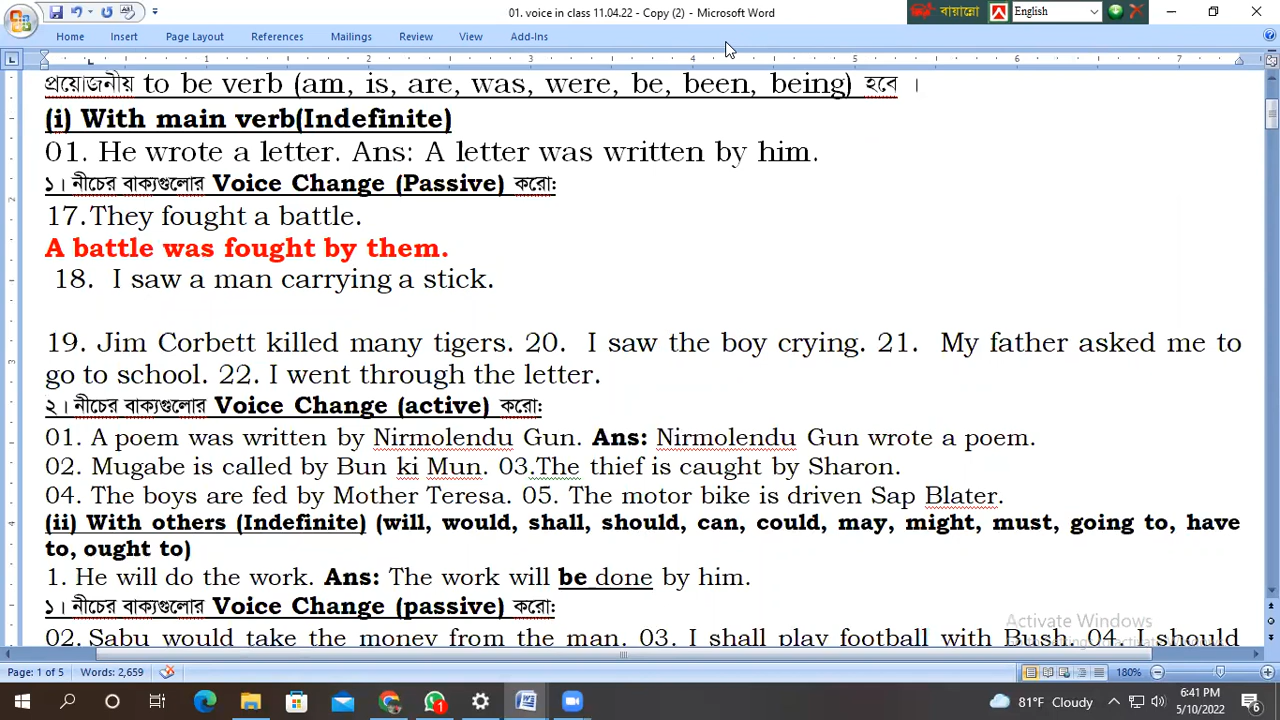 01. voice in class 11.04.22 - Copy (2) - Microsoft Word
বায়ান্নো English
Home Insert Page Layout References Mailings Review View Add-Ins
1 2 3 4 5 6 7
প্রয়োজনীয় to be verb (am, is, are, was, were, be, been, being) হবে ।
(i) With main verb(Indefinite)
01. He wrote a letter. Ans: A letter was written by him.
১। নীচের বাক্যগুলোর Voice Change (Passive) করো:
17.They fought a battle.
A battle was fought by them.
18. I saw a man carrying a stick.
19. Jim Corbett killed many tigers. 20. I saw the boy crying. 21. My father asked me to
go to school. 22. I went through the letter.
২। নীচের বাক্যগুলোর Voice Change (active) করো:
01. A poem was written by Nirmolendu Gun. Ans: Nirmolendu Gun wrote a poem.
02. Mugabe is called by Bun ki Mun. 03.The thief is caught by Sharon.
04. The boys are fed by Mother Teresa. 05. The motor bike is driven Sap Blater.
(ii) With others (Indefinite) (will, would, shall, should, can, could, may, might, must, going to, have
to, ought to)
1. He will do the work. Ans: The work will be done by him.
১। নীচের বাক্যগুলোর Voice Change (passive) করো:
02. Sabu would take the money from the man. 03. I shall play football with Bush. 04. I should
Activate Windows
Page: 1 of 5 Words: 2,659 180%
81°F Cloudy 6:41 PM
5/10/2022